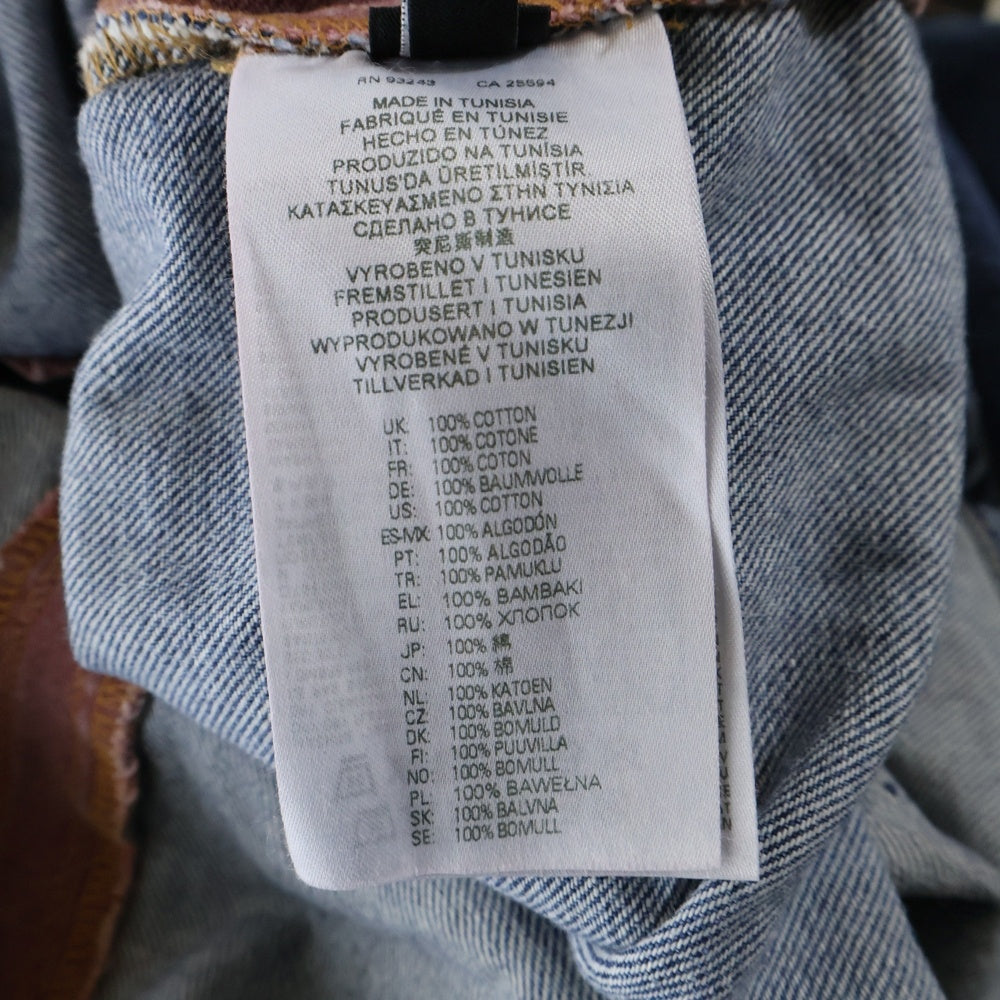 RN 93243 CA 25594
MADE IN TUNISIA
FABRIQUÉ EN TUNISIE
HECHO EN TÚNEZ
PRODUZIDO NA TUNÍSIA
TUNUS'DA ÜRETILMIŞTIR
ΚΑΤΑΣΚΕΥΑΣΜΕΝΟ ΣΤΗΝ ΤΥΝΙΣΙΑ
СДЕЛАНО В ТУНИСЕ
突尼斯制造
VYROBENO V TUNISKU
FREMSTILLET I TUNESIEN
PRODUSERT I TUNISIA
WYPRODUKOWANO W TUNEZJI
VYROBENÉ V TUNISKU
TILLVERKAD I TUNISIEN
UK: 100% COTTON
IT: 100% COTONE
FR: 100% COTON
DE: 100% BAUMWOLLE
US: 100% COTTON
ES-MX: 100% ALGODÓN
PT: 100% ALGODÃO
TR: 100% PAMUKLU
EL: 100% ΒΑΜΒΑΚΙ
RU: 100% ХЛОПОК
JP: 100% 綿
CN: 100% 棉
NL: 100% KATOEN
CZ: 100% BAVLNA
DK: 100% BOMULD
FI: 100% PUUVILLA
NO: 100% BOMULL
PL: 100% BAWEŁNA
SK: 100% BALVNA
SE: 100% BOMULL